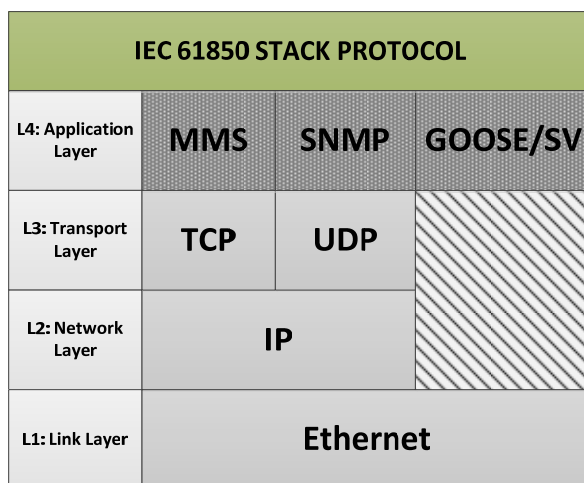 IEC 61850 STACK PROTOCOL
L4: Application
Layer
MMS
SNMP
GOOSE/SV
L3: Transport
Layer
TCP
UDP
L2: Network
Layer
IP
L1: Link Layer
Ethernet